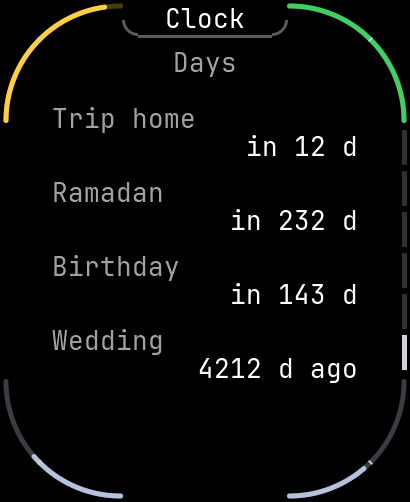 Clock
Days
Trip home
in 12 d
Ramadan
in 232 d
Birthday
in 143 d
Wedding
4212 d ago